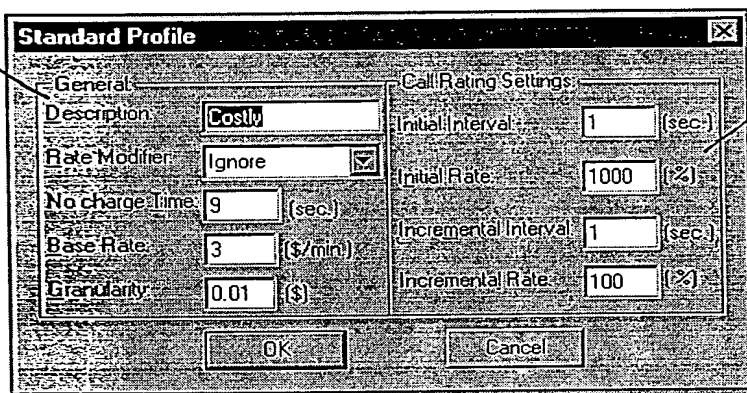 Standard Profile
General
Description: Costly
Rate Modifier: Ignore
No charge Time: 9 (sec.)
Base Rate: 3 ($/min.)
Granularity: 0.01 ($)
Call Rating Settings:
Initial Interval: 1 (sec.)
Initial Rate: 1000 (%)
Incremental Interval: 1 (sec.)
Incremental Rate: 100 (%)
OK Cancel